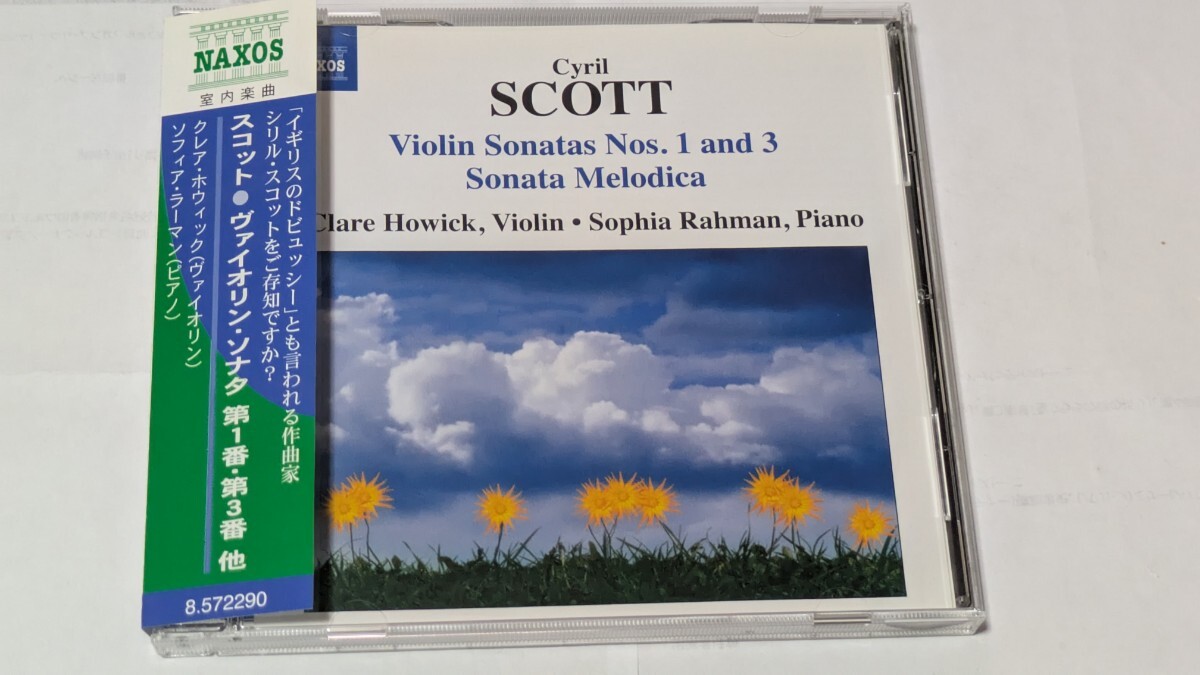 NAXOS
室内楽曲
「イギリスのドビュッシー」とも言われる作曲家
シリル・スコットをご存知ですか?
スコット●ヴァイオリン・ソナタ 第1番・第3番 他
クレア・ホウィック(ヴァイオリン)
ソフィア・ラーマン(ピアノ)
8.572290
XOS
Cyril
SCOTT
Violin Sonatas Nos. 1 and 3
Sonata Melodica
Clare Howick, Violin • Sophia Rahman, Piano